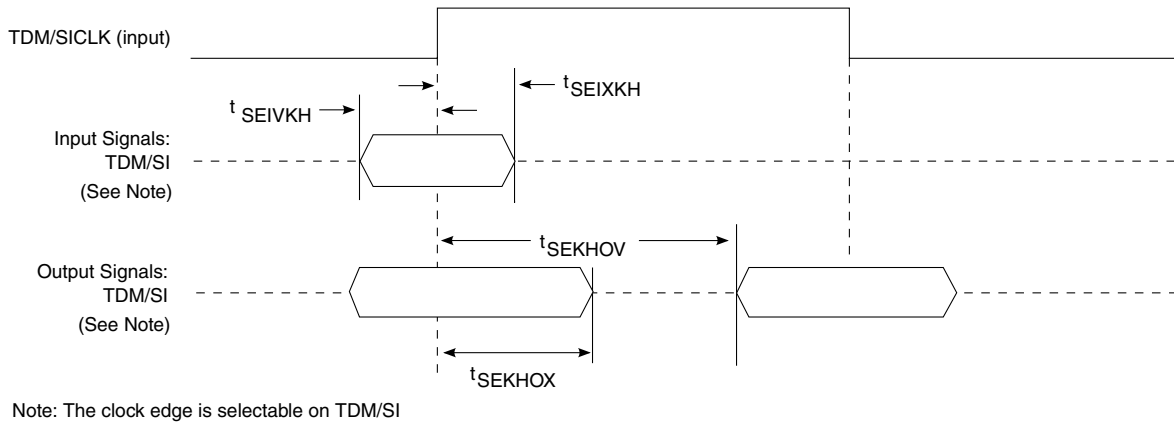 TDM/SICLK (input)
tSEIXKH
tSEIVKH
Input Signals:
TDM/SI
(See Note)
tSEKHOV
Output Signals:
TDM/SI
(See Note)
tSEKHOX
Note: The clock edge is selectable on TDM/SI